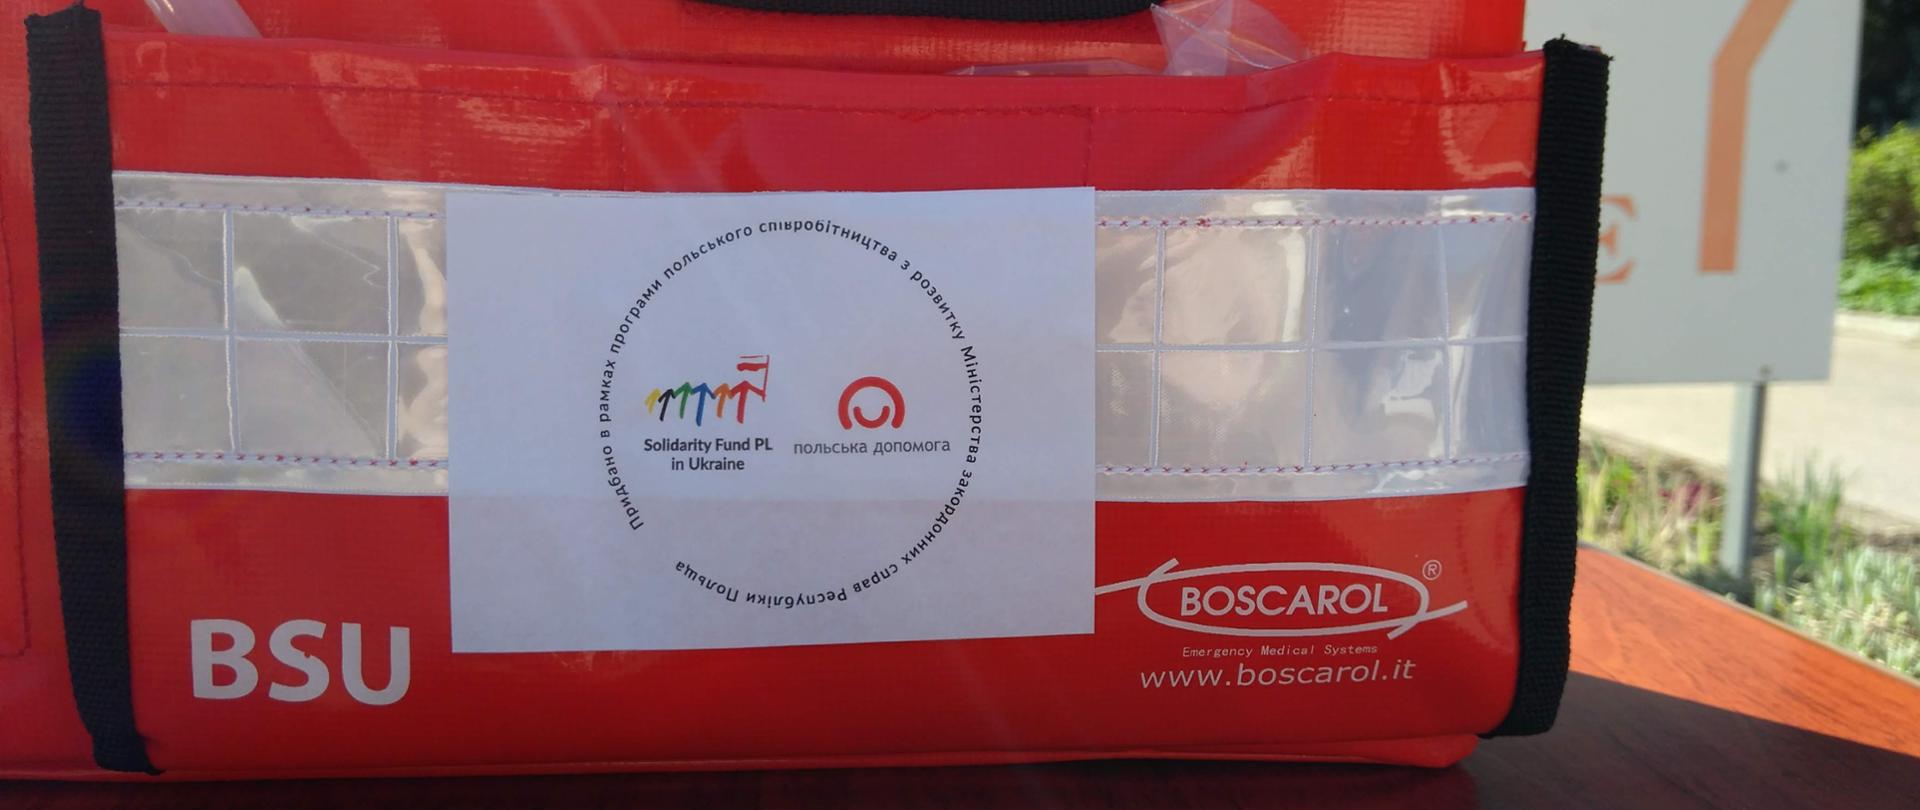 Придбано в рамках програми польського співробітництва з розвитку Міністерства закордонних справ Республіки Польща
Solidarity Fund PL
in Ukraine
польська допомога
BSU
BOSCAROL®
Emergency Medical Systems
www.boscarol.it
E